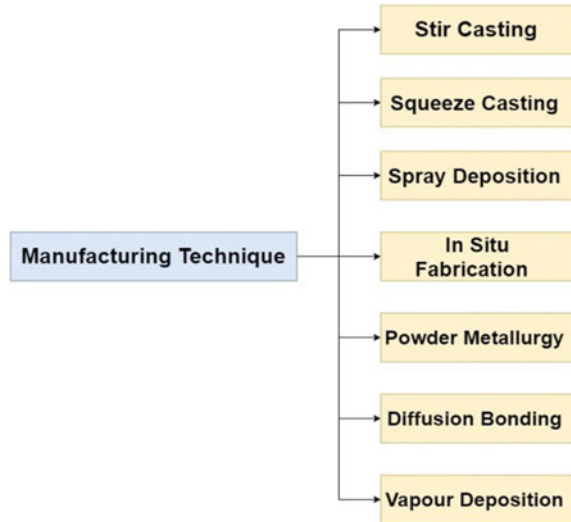 Stir Casting
Squeeze Casting
Spray Deposition
Manufacturing Technique
In Situ
Fabrication
Powder Metallurgy
Diffusion Bonding
Vapour Deposition